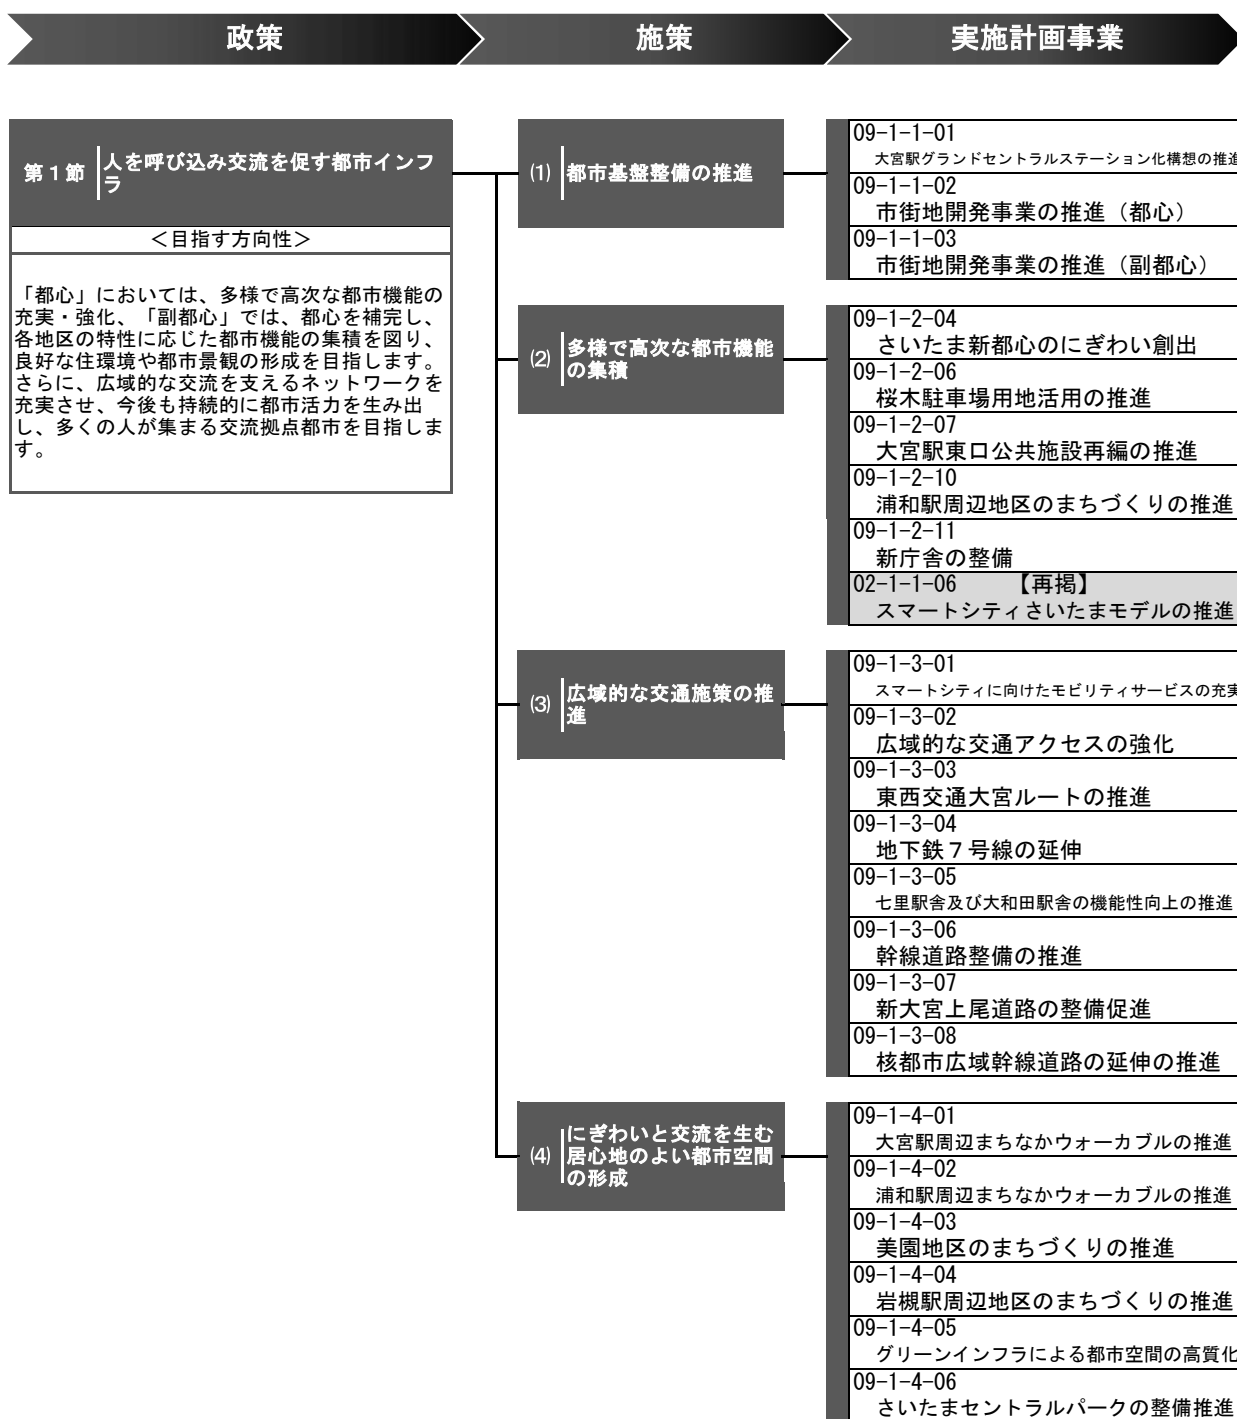 政策
施策
実施計画事業
第1節
人を呼び込み交流を促す都市インフ
ラ
＜目指す方向性＞
「都心」においては、多様で高次な都市機能の
充実・強化、「副都心」では、都心を補完し、
各地区の特性に応じた都市機能の集積を図り、
良好な住環境や都市景観の形成を目指します。
さらに、広域的な交流を支えるネットワークを
充実させ、今後も持続的に都市活力を生み出
し、多くの人が集まる交流拠点都市を目指しま
す。
⑴ 都市基盤整備の推進
09-1-1-01
大宮駅グランドセントラルステーション化構想の推進
09-1-1-02
市街地開発事業の推進（都心）
09-1-1-03
市街地開発事業の推進（副都心）
⑵ 多様で高次な都市機能
の集積
09-1-2-04
さいたま新都心のにぎわい創出
09-1-2-06
桜木駐車場用地活用の推進
09-1-2-07
大宮駅東口公共施設再編の推進
09-1-2-10
浦和駅周辺地区のまちづくりの推進
09-1-2-11
新庁舎の整備
02-1-1-06　【再掲】
スマートシティさいたまモデルの推進
⑶ 広域的な交通施策の推
進
09-1-3-01
スマートシティに向けたモビリティサービスの充実
09-1-3-02
広域的な交通アクセスの強化
09-1-3-03
東西交通大宮ルートの推進
09-1-3-04
地下鉄７号線の延伸
09-1-3-05
七里駅舎及び大和田駅舎の機能性向上の推進
09-1-3-06
幹線道路整備の推進
09-1-3-07
新大宮上尾道路の整備促進
09-1-3-08
核都市広域幹線道路の延伸の推進
⑷ にぎわいと交流を生む
居心地のよい都市空間
の形成
09-1-4-01
大宮駅周辺まちなかウォーカブルの推進
09-1-4-02
浦和駅周辺まちなかウォーカブルの推進
09-1-4-03
美園地区のまちづくりの推進
09-1-4-04
岩槻駅周辺地区のまちづくりの推進
09-1-4-05
グリーンインフラによる都市空間の高質化
09-1-4-06
さいたまセントラルパークの整備推進